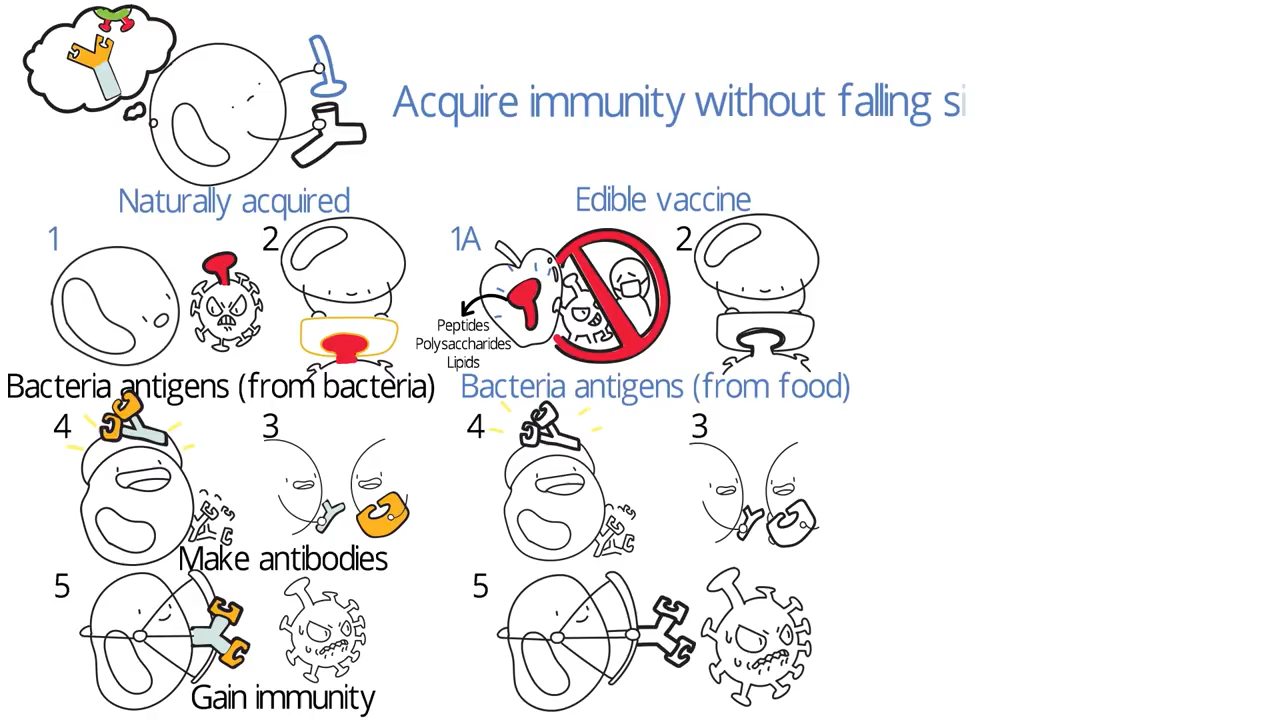 Acquire immunity without falling si
Naturally acquired
Edible vaccine
1
2
1A
2
Peptides
Polysaccharides
Lipids
Bacteria antigens (from bacteria)
Bacteria antigens (from food)
4
3
4
3
Make antibodies
5
5
Gain immunity